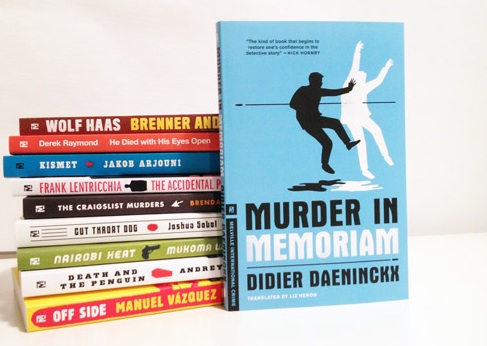 "The kind of book that begins to
restore one's confidence in the
detective story" —NICK HORNBY
MURDER IN
MEMORIAM
DIDIER DAENINCKX
TRANSLATED BY LIZ HERON
MELVILLE INTERNATIONAL CRIME
WOLF HAAS BRENNER AND
Derek Raymond He Died with His Eyes Open
KISMET JAKOB ARJOUNI
FRANK LENTRICCHIA THE ACCIDENTAL P
THE CRAIGSLIST MURDERS BRENDA
CUT THROAT DOG Joshua Sobol
NAIROBI HEAT MUKOMA W
DEATH AND
THE PENGUIN ANDREY
OFF SIDE MANUEL VÁZQUEZ